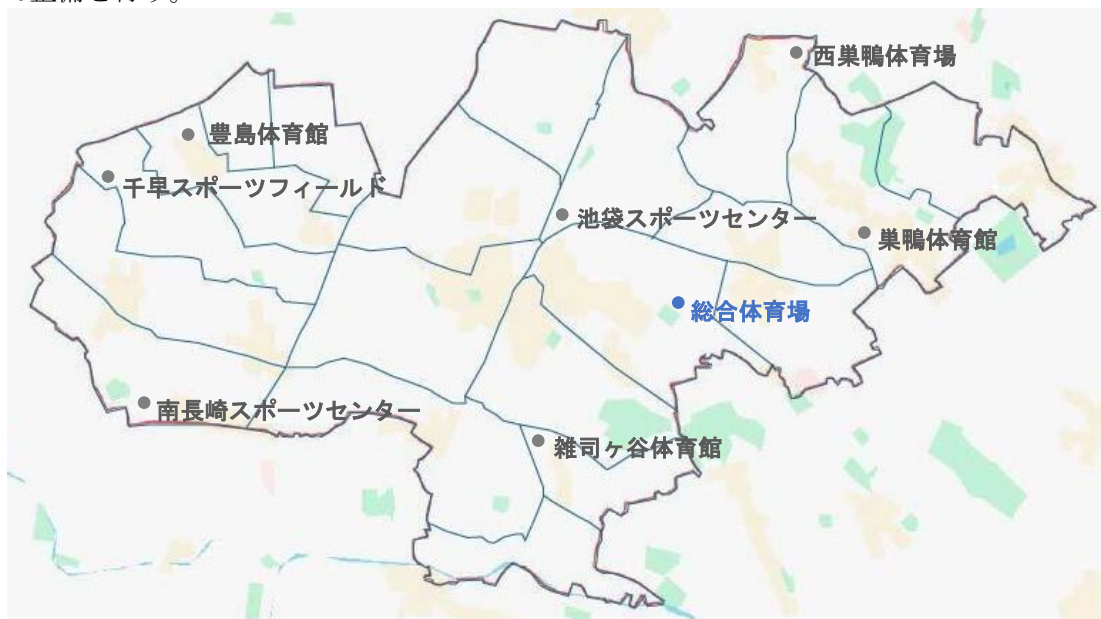 西巣鴨体育場
豊島体育館
千早スポーツフィールド
池袋スポーツセンター
巣鴨体育館
総合体育場
南長崎スポーツセンター
雑司ヶ谷体育館